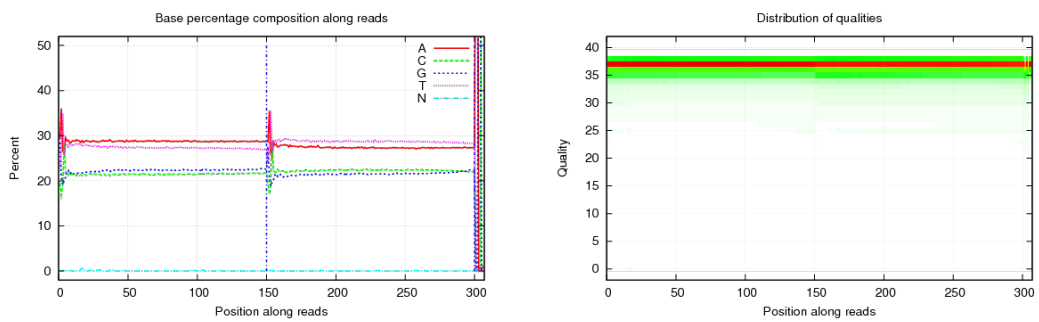 Base percentage composition along reads
50
40
30
20
10
0
Percent
A
C
G
T
N
0
50
100
150
200
250
300
Position along reads
Distribution of qualities
40
35
30
25
20
15
10
5
0
Quality
0
50
100
150
200
250
300
Position along reads